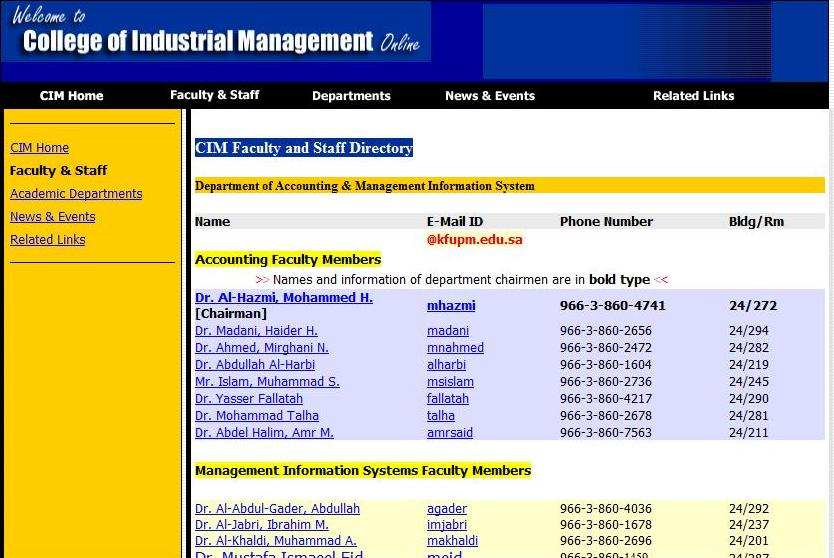 Welcome to
College of Industrial Management Online
CIM Home Faculty & Staff Departments News & Events Related Links
CIM Home
Faculty & Staff
Academic Departments
News & Events
Related Links
CIM Faculty and Staff Directory
Department of Accounting & Management Information System
Name E-Mail ID Phone Number Bldg/Rm
@kfupm.edu.sa
Accounting Faculty Members
>> Names and information of department chairmen are in bold type <<
Dr. Al-Hazmi, Mohammed H. mhazmi 966-3-860-4741 24/272
[Chairman]
Dr. Madani, Haider H. madani 966-3-860-2656 24/294
Dr. Ahmed, Mirghani N. mnahmed 966-3-860-2472 24/282
Dr. Abdullah Al-Harbi alharbi 966-3-860-1604 24/219
Mr. Islam, Muhammad S. msislam 966-3-860-2736 24/245
Dr. Yasser Fallatah fallatah 966-3-860-4217 24/290
Dr. Mohammad Talha talha 966-3-860-2678 24/281
Dr. Abdel Halim, Amr M. amrsaid 966-3-860-7563 24/211
Management Information Systems Faculty Members
Dr. Al-Abdul-Gader, Abdullah agader 966-3-860-4036 24/292
Dr. Al-Jabri, Ibrahim M. imjabri 966-3-860-1678 24/237
Dr. Al-Khaldi, Muhammad A. makhaldi 966-3-860-2696 24/201
Dr. Mustafa Ismaeel Eid meid 966-3-860-1450 24/287